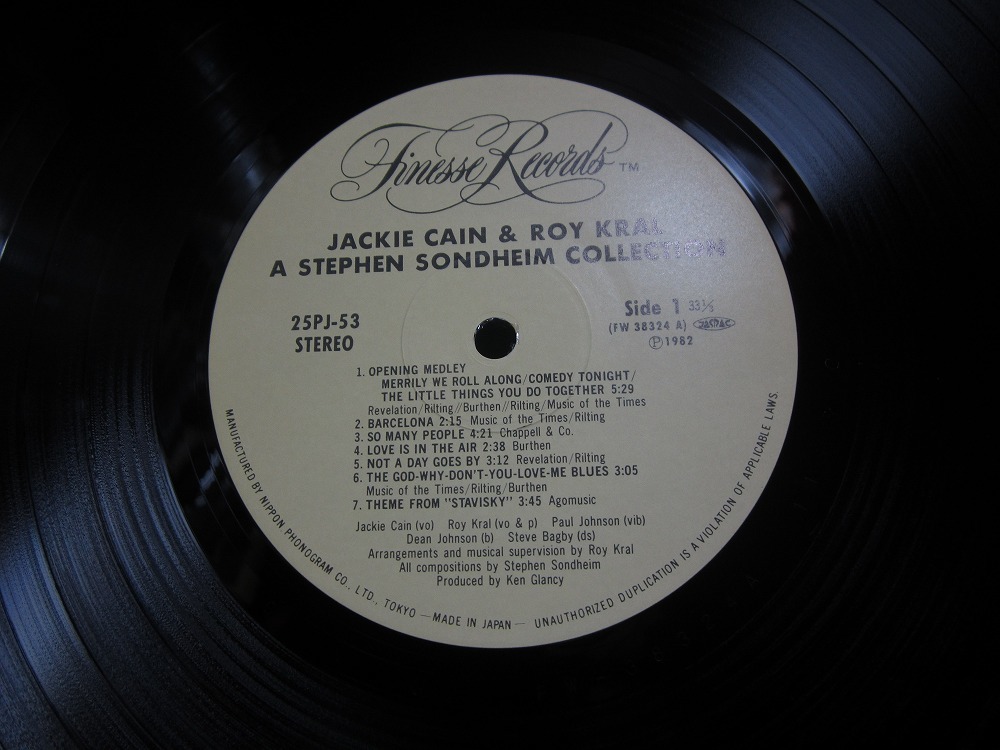 Finesse Records TM
JACKIE CAIN & ROY KRAL
A STEPHEN SONDHEIM COLLECTION
25PJ-53
STEREO
Side 1 33⅓
(FW 38324 A) JASRAC
Ⓟ1982
1. OPENING MEDLEY
MERRILY WE ROLL ALONG/COMEDY TONIGHT/
THE LITTLE THINGS YOU DO TOGETHER 5:29
Revelation/Rilting//Burthen//Rilting/Music of the Times
2. BARCELONA 2:15 Music of the Times/Rilting
3. SO MANY PEOPLE 4:21 Chappell & Co.
4. LOVE IS IN THE AIR 2:38 Burthen
5. NOT A DAY GOES BY 3:12 Revelation/Rilting
6. THE GOD-WHY-DON'T-YOU-LOVE-ME BLUES 3:05
Music of the Times/Rilting/Burthen
7. THEME FROM "STAVISKY" 3:45 Agomusic
Jackie Cain (vo) Roy Kral (vo & p) Paul Johnson (vib)
Dean Johnson (b) Steve Bagby (ds)
Arrangements and musical supervision by Roy Kral
All compositions by Stephen Sondheim
Produced by Ken Glancy
MANUFACTURED BY NIPPON PHONOGRAM CO., LTD., TOKYO — MADE IN JAPAN — UNAUTHORIZED DUPLICATION IS A VIOLATION OF APPLICABLE LAWS.